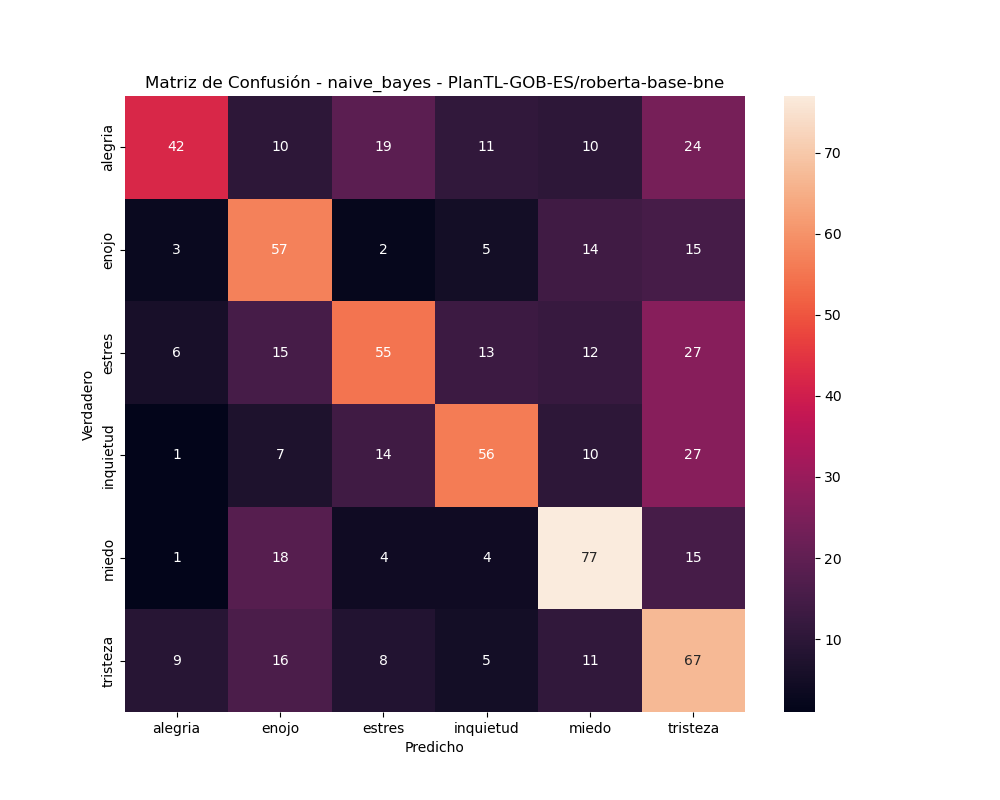 Matriz de Confusión - naive_bayes - PlanTL-GOB-ES/roberta-base-bne
Verdadero
alegria 42 10 19 11 10 24
enojo 3 57 2 5 14 15
estres 6 15 55 13 12 27
inquietud 1 7 14 56 10 27
miedo 1 18 4 4 77 15
tristeza 9 16 8 5 11 67
alegria enojo estres inquietud miedo tristeza
Predicho
70
60
50
40
30
20
10